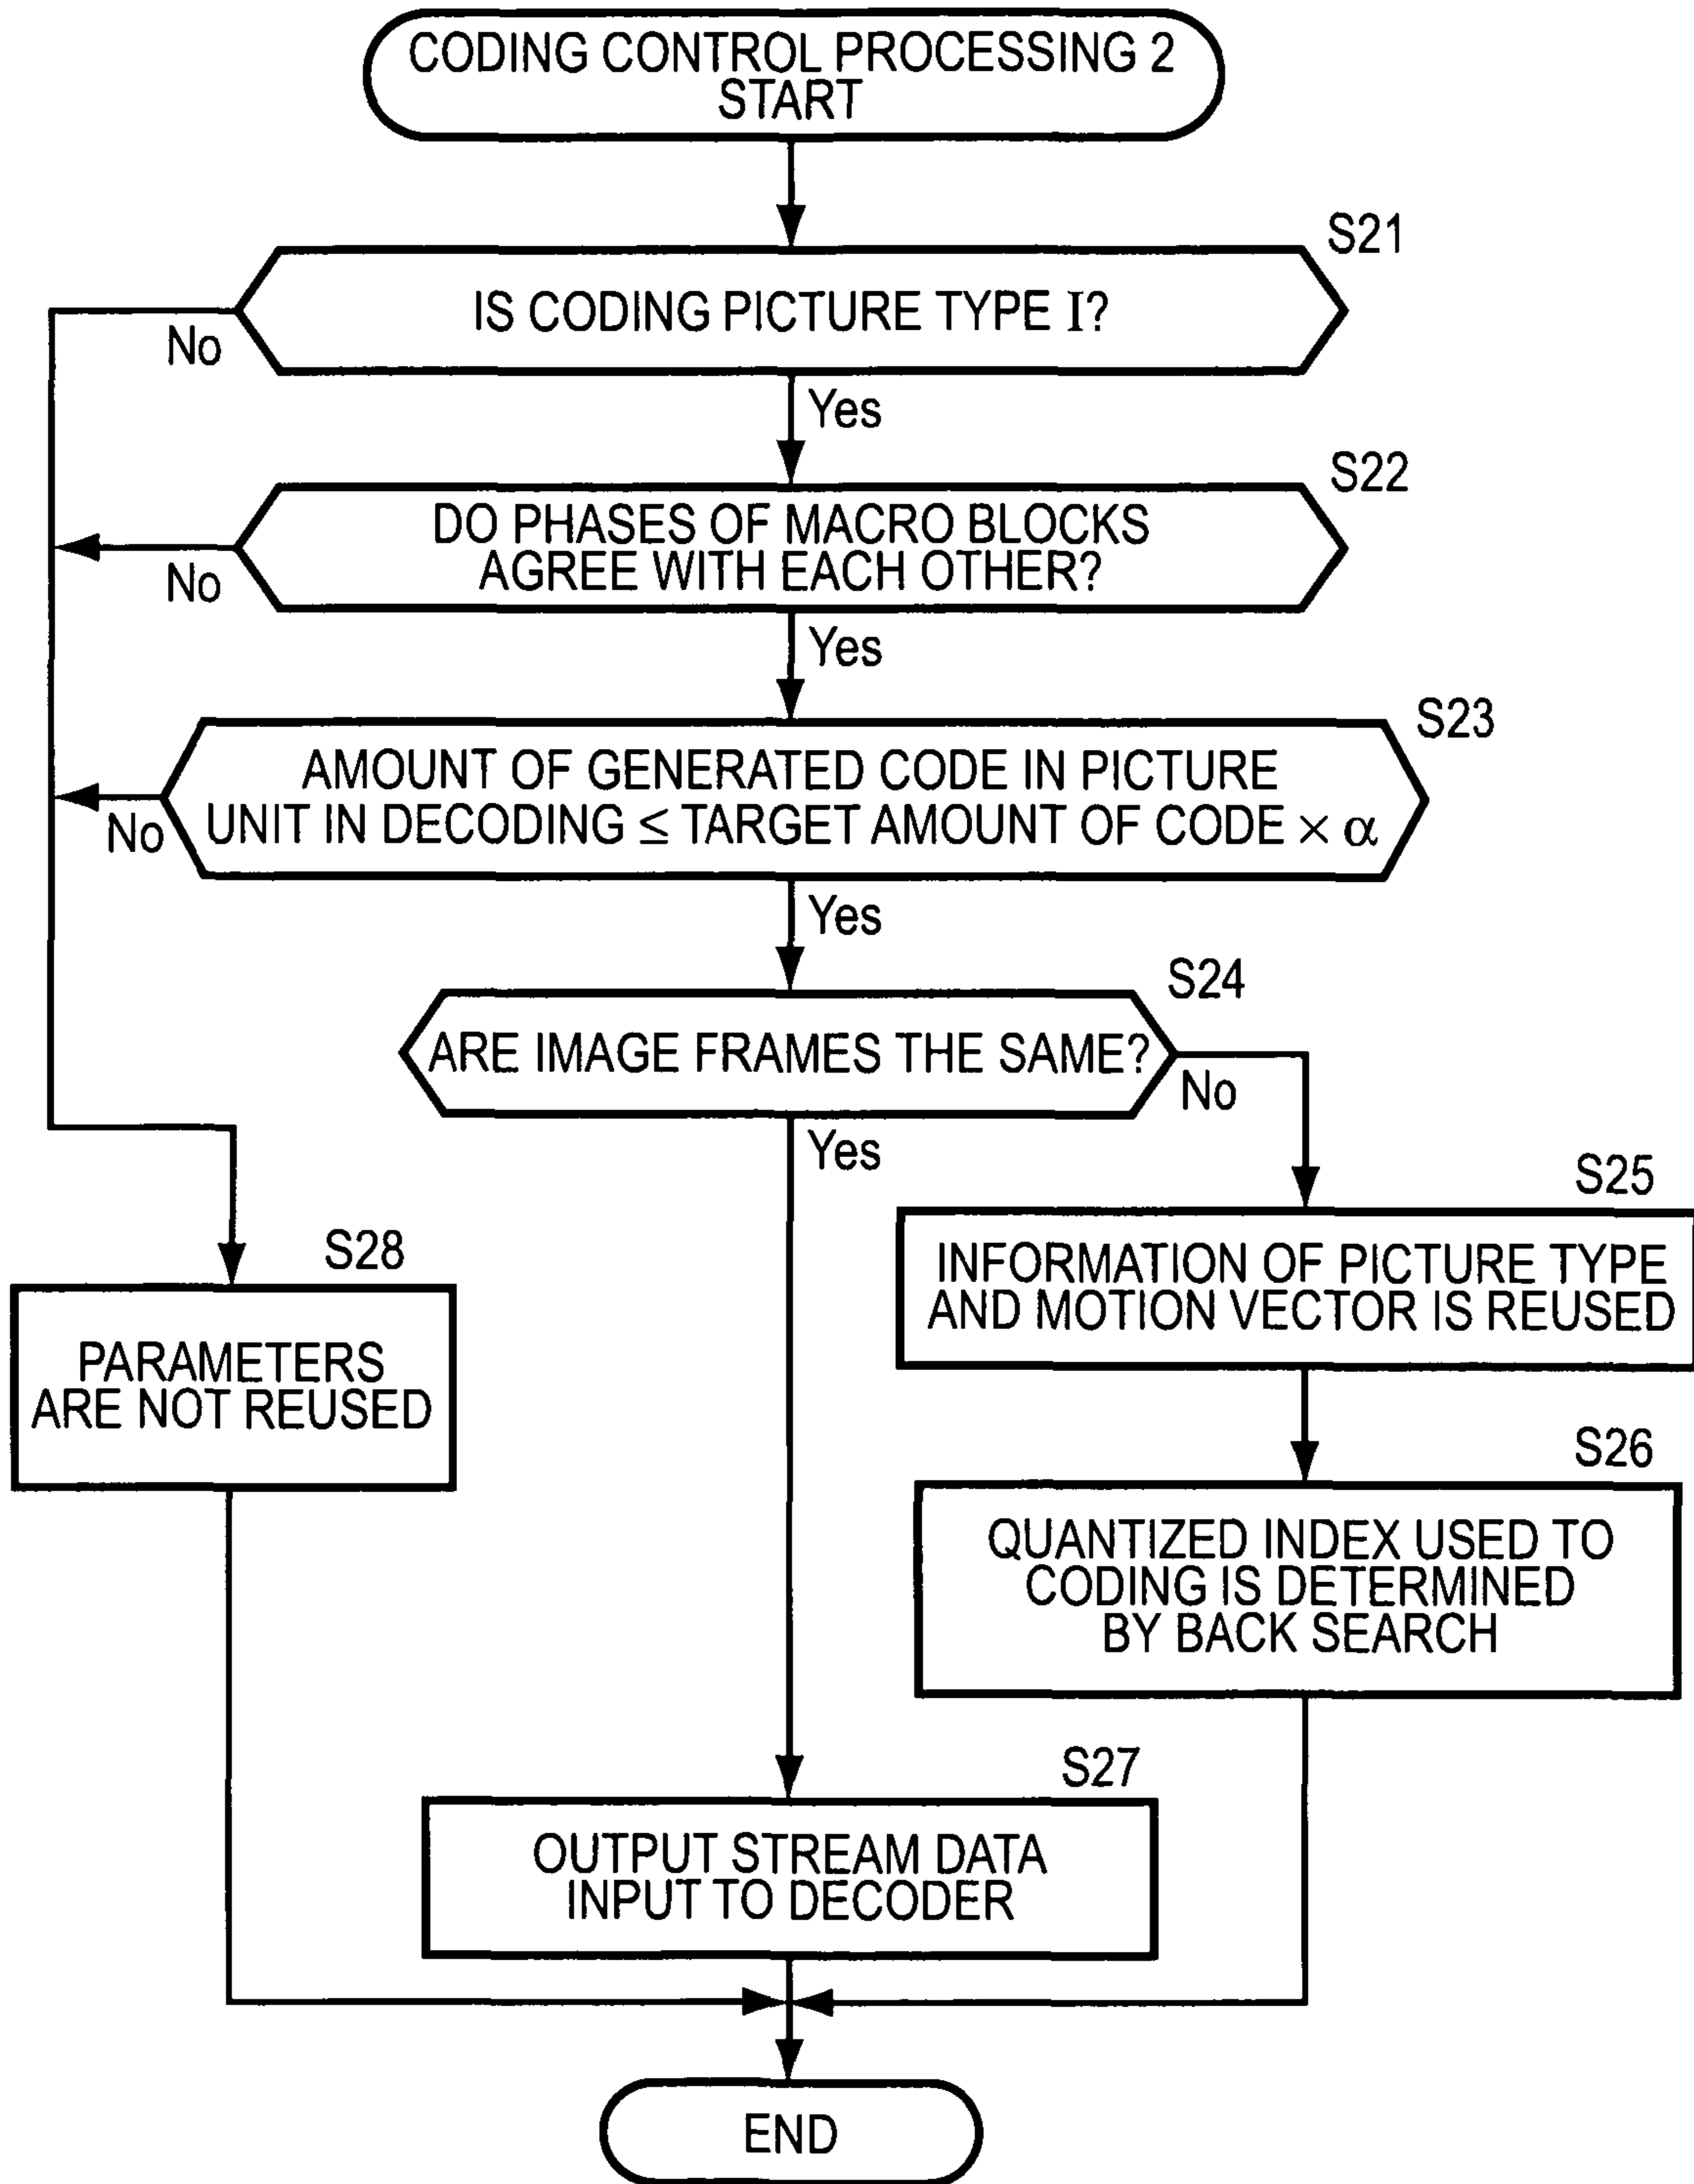 CODING CONTROL PROCESSING 2
START
S21
IS CODING PICTURE TYPE I?
No
Yes
S22
DO PHASES OF MACRO BLOCKS
AGREE WITH EACH OTHER?
No
Yes
S23
AMOUNT OF GENERATED CODE IN PICTURE
UNIT IN DECODING ≤ TARGET AMOUNT OF CODE × α
No
Yes
S24
ARE IMAGE FRAMES THE SAME?
No
Yes
S25
INFORMATION OF PICTURE TYPE
AND MOTION VECTOR IS REUSED
S28
PARAMETERS
ARE NOT REUSED
S26
QUANTIZED INDEX USED TO
CODING IS DETERMINED
BY BACK SEARCH
S27
OUTPUT STREAM DATA
INPUT TO DECODER
END